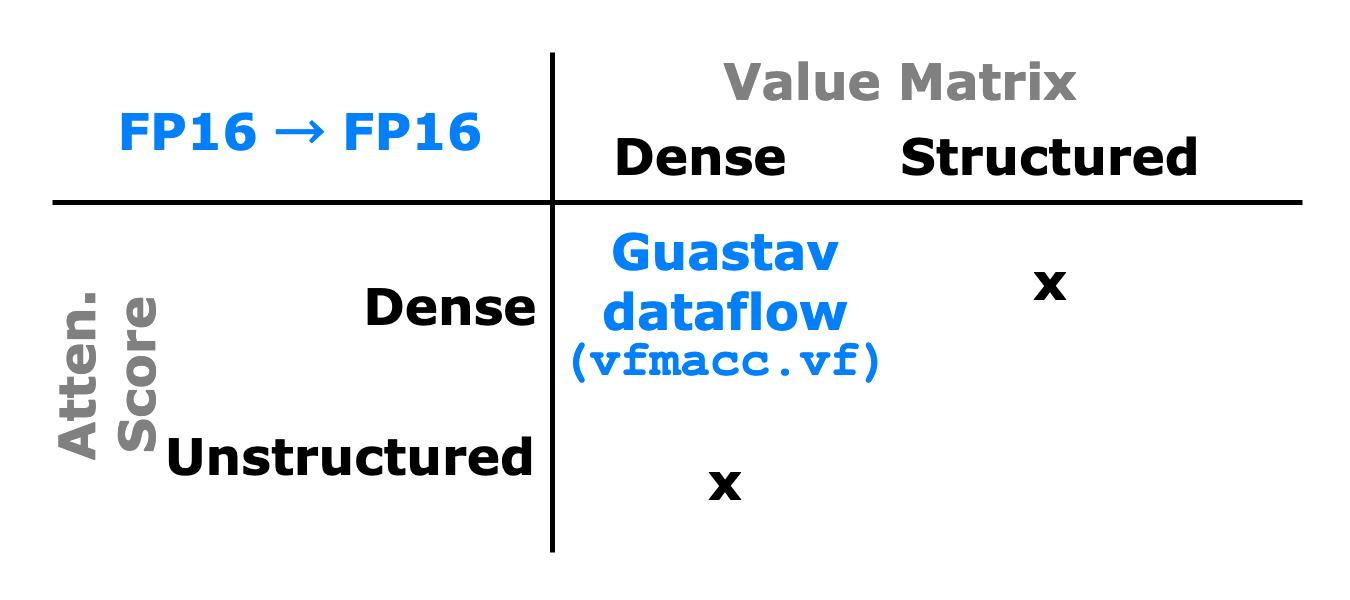 Value Matrix
FP16 → FP16
Dense Structured
Guastav
dataflow
(vfmacc.vf)
x
Atten.
Score
Dense
Unstructured
x